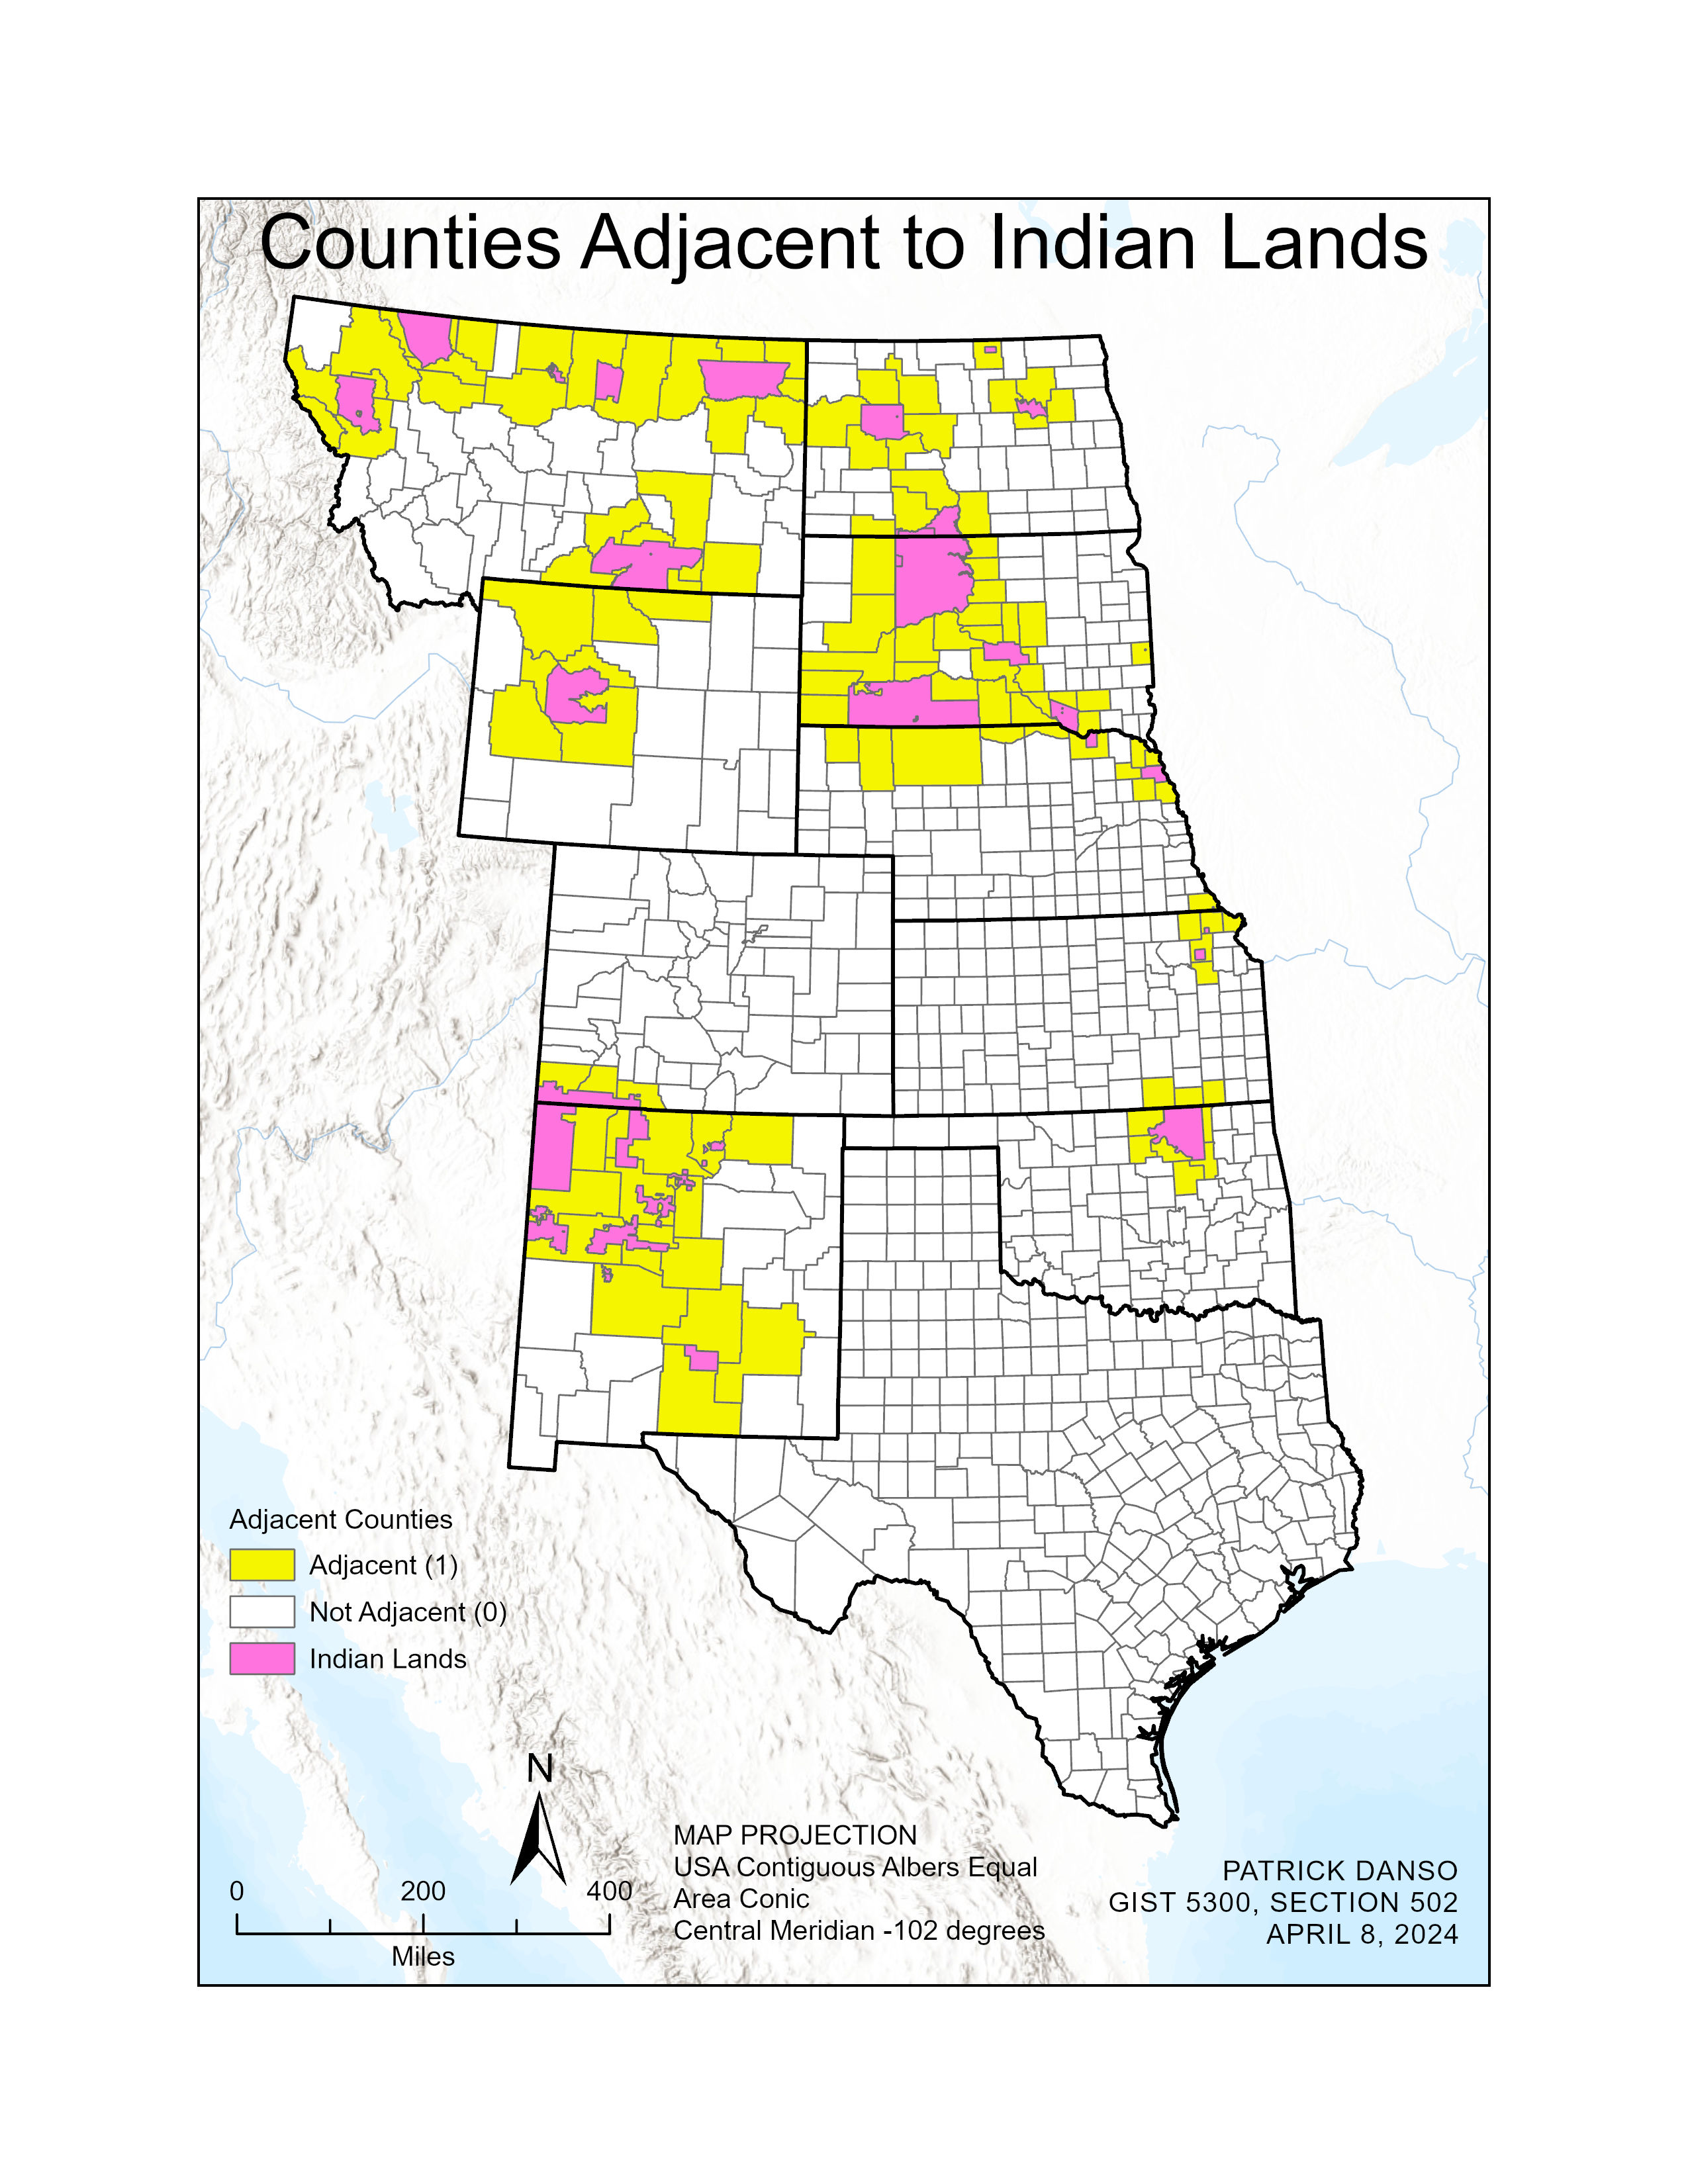 Counties Adjacent to Indian Lands
Adjacent Counties
Adjacent (1)
Not Adjacent (0)
Indian Lands
N
0 200 400
Miles
MAP PROJECTION
USA Contiguous Albers Equal
Area Conic
Central Meridian -102 degrees
PATRICK DANSO
GIST 5300, SECTION 502
APRIL 8, 2024